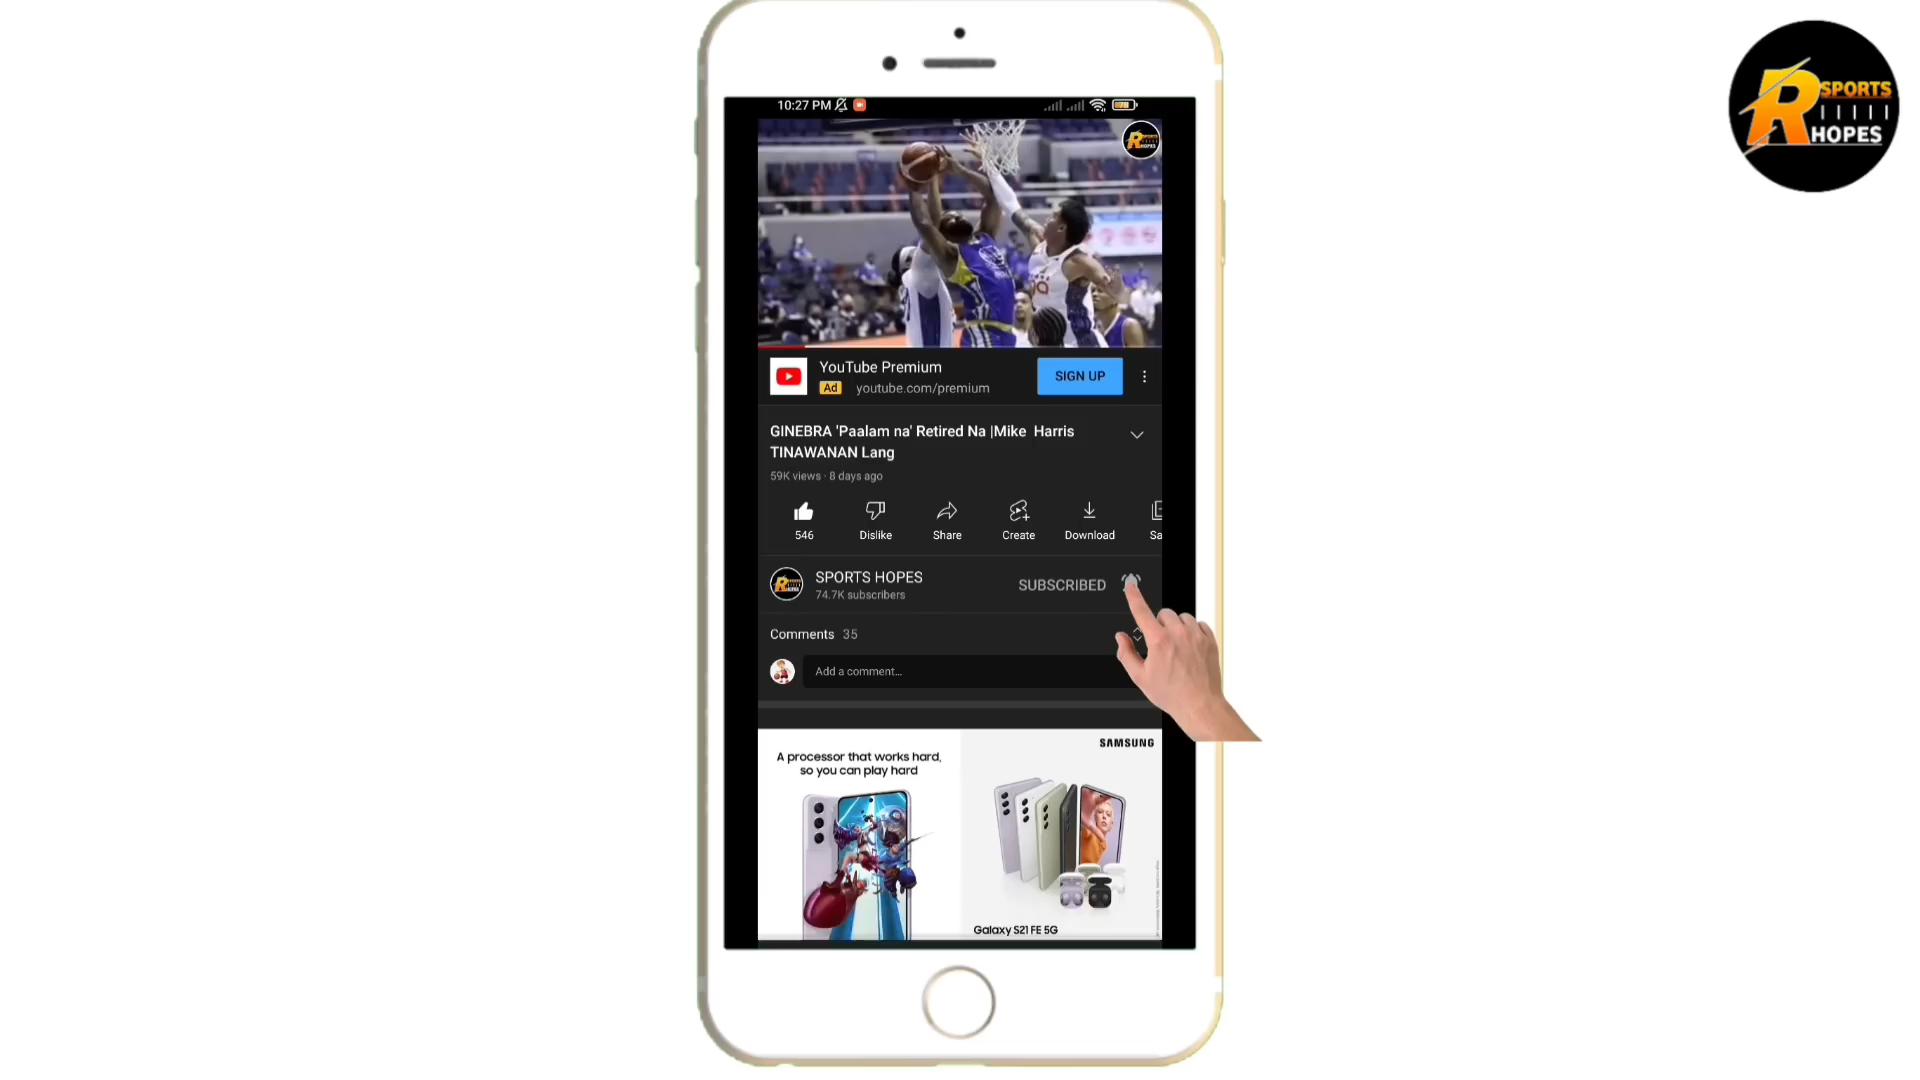 SPORTS
HOPES
10:27 PM
YouTube Premium
Ad youtube.com/premium
SIGN UP
GINEBRA 'Paalam na' Retired Na |Mike Harris
TINAWANAN Lang
59K views · 8 days ago
546
Dislike
Share
Create
Download
Sa
SPORTS HOPES
74.7K subscribers
SUBSCRIBED
Comments 35
Add a comment...
A processor that works hard,
so you can play hard
SAMSUNG
Galaxy S21 FE 5G